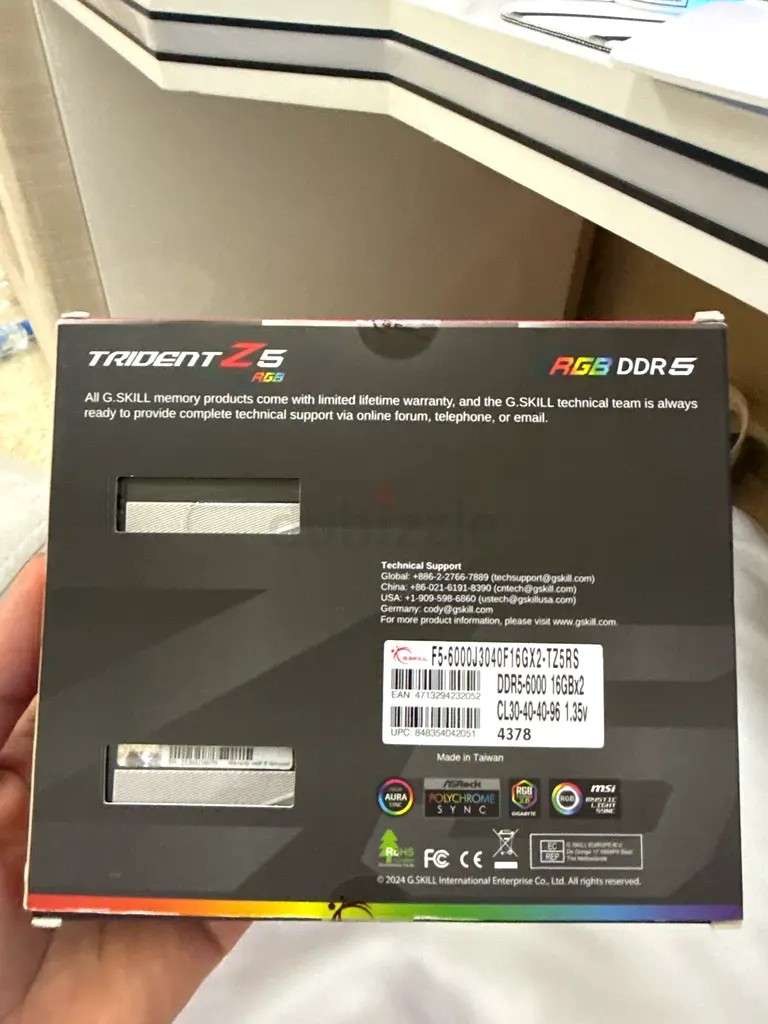 TRIDENT Z5
RGB
RGB DDR5
All G.SKILL memory products come with limited lifetime warranty, and the G.SKILL technical team is always
ready to provide complete technical support via online forum, telephone, or email.
dubizzle
Technical Support
Global: +886-2-2766-7889 (techsupport@gskill.com)
China: +86-021-6191-8390 (cntech@gskill.com)
USA: +1-909-598-6860 (ustech@gskillusa.com)
Germany: cody@gskill.com
For more product information, please visit www.gskill.com.
G.SKILL F5-6000J3040F16GX2-TZ5RS
DDR5-6000 16GBx2
EAN 4713294232052
CL30-40-40-96 1.35v
UPC 848354042051
4378
Made in Taiwan
AURA
SYNC
ASRock
POLYCHROME
SYNC
RGB
GIGABYTE
RGB
msi
MYSTIC
LIGHT
SYNC
RoHS
FC CE
EC REP
G.SKILL EUROPE B.V.
The Netherlands
© 2024 G.SKILL International Enterprise Co., Ltd. All rights reserved.